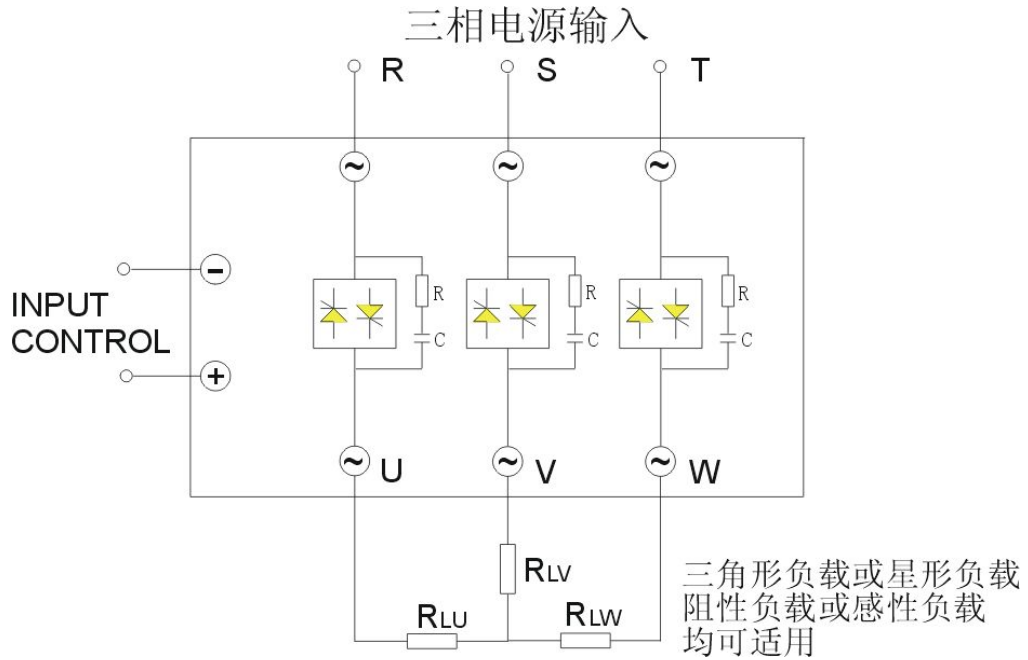 三相电源输入
R S T
~ ~ ~
−
R R R
INPUT
CONTROL
C C C
+
~ U ~ V ~ W
RLV
三角形负载或星形负载
RLU RLW
阻性负载或感性负载
均可适用